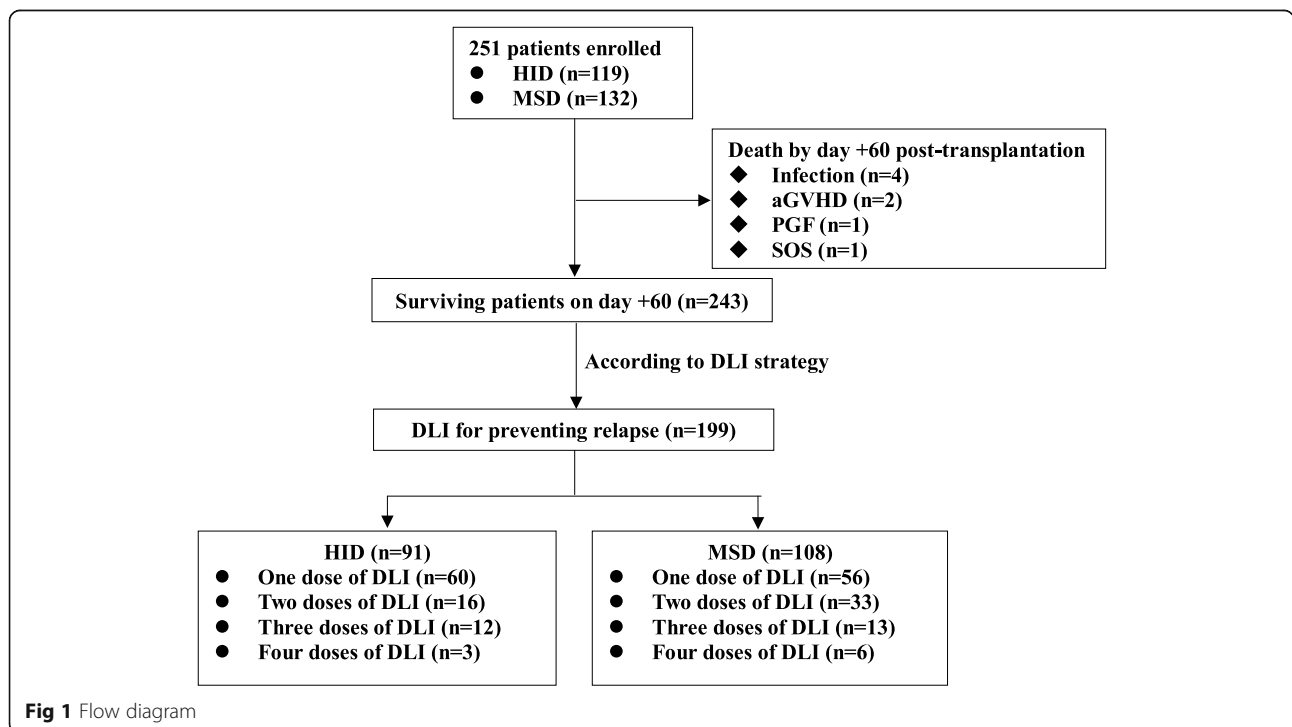 251 patients enrolled
● HID (n=119)
● MSD (n=132)
Death by day +60 post-transplantation
◆ Infection (n=4)
◆ aGVHD (n=2)
◆ PGF (n=1)
◆ SOS (n=1)
Surviving patients on day +60 (n=243)
According to DLI strategy
DLI for preventing relapse (n=199)
HID (n=91)
● One dose of DLI (n=60)
● Two doses of DLI (n=16)
● Three doses of DLI (n=12)
● Four doses of DLI (n=3)
MSD (n=108)
● One dose of DLI (n=56)
● Two doses of DLI (n=33)
● Three doses of DLI (n=13)
● Four doses of DLI (n=6)
Fig 1 Flow diagram